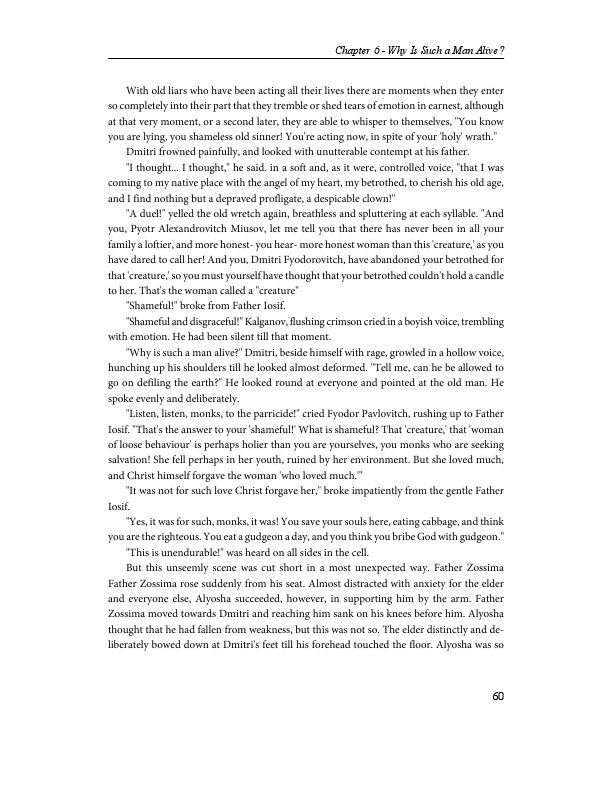 Chapter 6 - Why Is Such a Man Alive?
With old liars who have been acting all their lives there are moments when they enter
so completely into their part that they tremble or shed tears of emotion in earnest, although
at that very moment, or a second later, they are able to whisper to themselves, "You know
you are lying, you shameless old sinner! You're acting now, in spite of your 'holy' wrath."
Dmitri frowned painfully, and looked with unutterable contempt at his father.
"I thought... I thought," he said. in a soft and, as it were, controlled voice, "that I was
coming to my native place with the angel of my heart, my betrothed, to cherish his old age,
and I find nothing but a depraved profligate, a despicable clown!"
"A duel!" yelled the old wretch again, breathless and spluttering at each syllable. "And
you, Pyotr Alexandrovitch Miusov, let me tell you that there has never been in all your
family a loftier, and more honest- you hear- more honest woman than this 'creature,' as you
have dared to call her! And you, Dmitri Fyodorovitch, have abandoned your betrothed for
that 'creature,' so you must yourself have thought that your betrothed couldn't hold a candle
to her. That's the woman called a "creature"
"Shameful!" broke from Father Iosif.
"Shameful and disgraceful!" Kalganov, flushing crimson cried in a boyish voice, trembling
with emotion. He had been silent till that moment.
"Why is such a man alive?" Dmitri, beside himself with rage, growled in a hollow voice,
hunching up his shoulders till he looked almost deformed. "Tell me, can he be allowed to
go on defiling the earth?" He looked round at everyone and pointed at the old man. He
spoke evenly and deliberately.
"Listen, listen, monks, to the parricide!" cried Fyodor Pavlovitch, rushing up to Father
Iosif. "That's the answer to your 'shameful!' What is shameful? That 'creature,' that 'woman
of loose behaviour' is perhaps holier than you are yourselves, you monks who are seeking
salvation! She fell perhaps in her youth, ruined by her environment. But she loved much,
and Christ himself forgave the woman 'who loved much.'"
"It was not for such love Christ forgave her," broke impatiently from the gentle Father
Iosif.
"Yes, it was for such, monks, it was! You save your souls here, eating cabbage, and think
you are the righteous. You eat a gudgeon a day, and you think you bribe God with gudgeon."
"This is unendurable!" was heard on all sides in the cell.
But this unseemly scene was cut short in a most unexpected way. Father Zossima
Father Zossima rose suddenly from his seat. Almost distracted with anxiety for the elder
and everyone else, Alyosha succeeded, however, in supporting him by the arm. Father
Zossima moved towards Dmitri and reaching him sank on his knees before him. Alyosha
thought that he had fallen from weakness, but this was not so. The elder distinctly and de-
liberately bowed down at Dmitri's feet till his forehead touched the floor. Alyosha was so
60